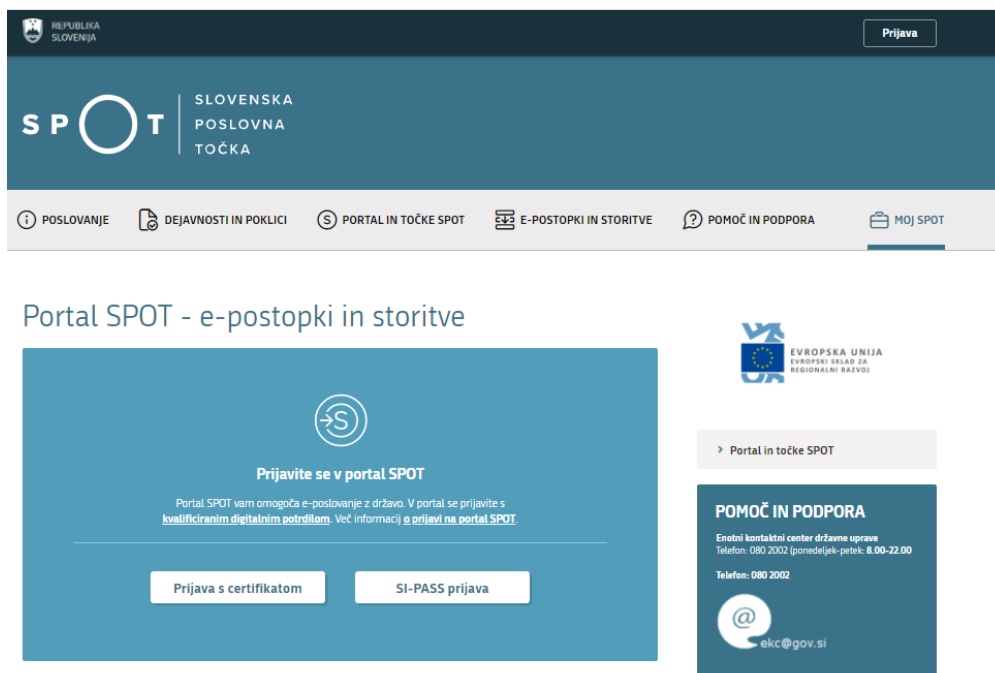 REPUBLIKA
SLOVENIJA
Prijava
SPOT
SLOVENSKA
POSLOVNA
TOČKA
POSLOVANJE
DEJAVNOSTI IN POKLICI
PORTAL IN TOČKE SPOT
E-POSTOPKI IN STORITVE
POMOČ IN PODPORA
MOJ SPOT
Portal SPOT - e-postopki in storitve
Prijavite se v portal SPOT
Portal SPOT vam omogoča e-poslovanje z državo. V portal se prijavite s
kvalificiranim digitalnim potrdilom. Več informacij o prijavi na portal SPOT.
Prijava s certifikatom
SI-PASS prijava
EVROPSKA UNIJA
EVROPSKI SKLAD ZA
REGIONALNI RAZVOJ
Portal in točke SPOT
POMOČ IN PODPORA
Enotni kontaktni center državne uprave
Telefon: 080 2002 (ponedeljek-petek: 8.00-22.00
Telefon: 080 2002
@
ekc@gov.si